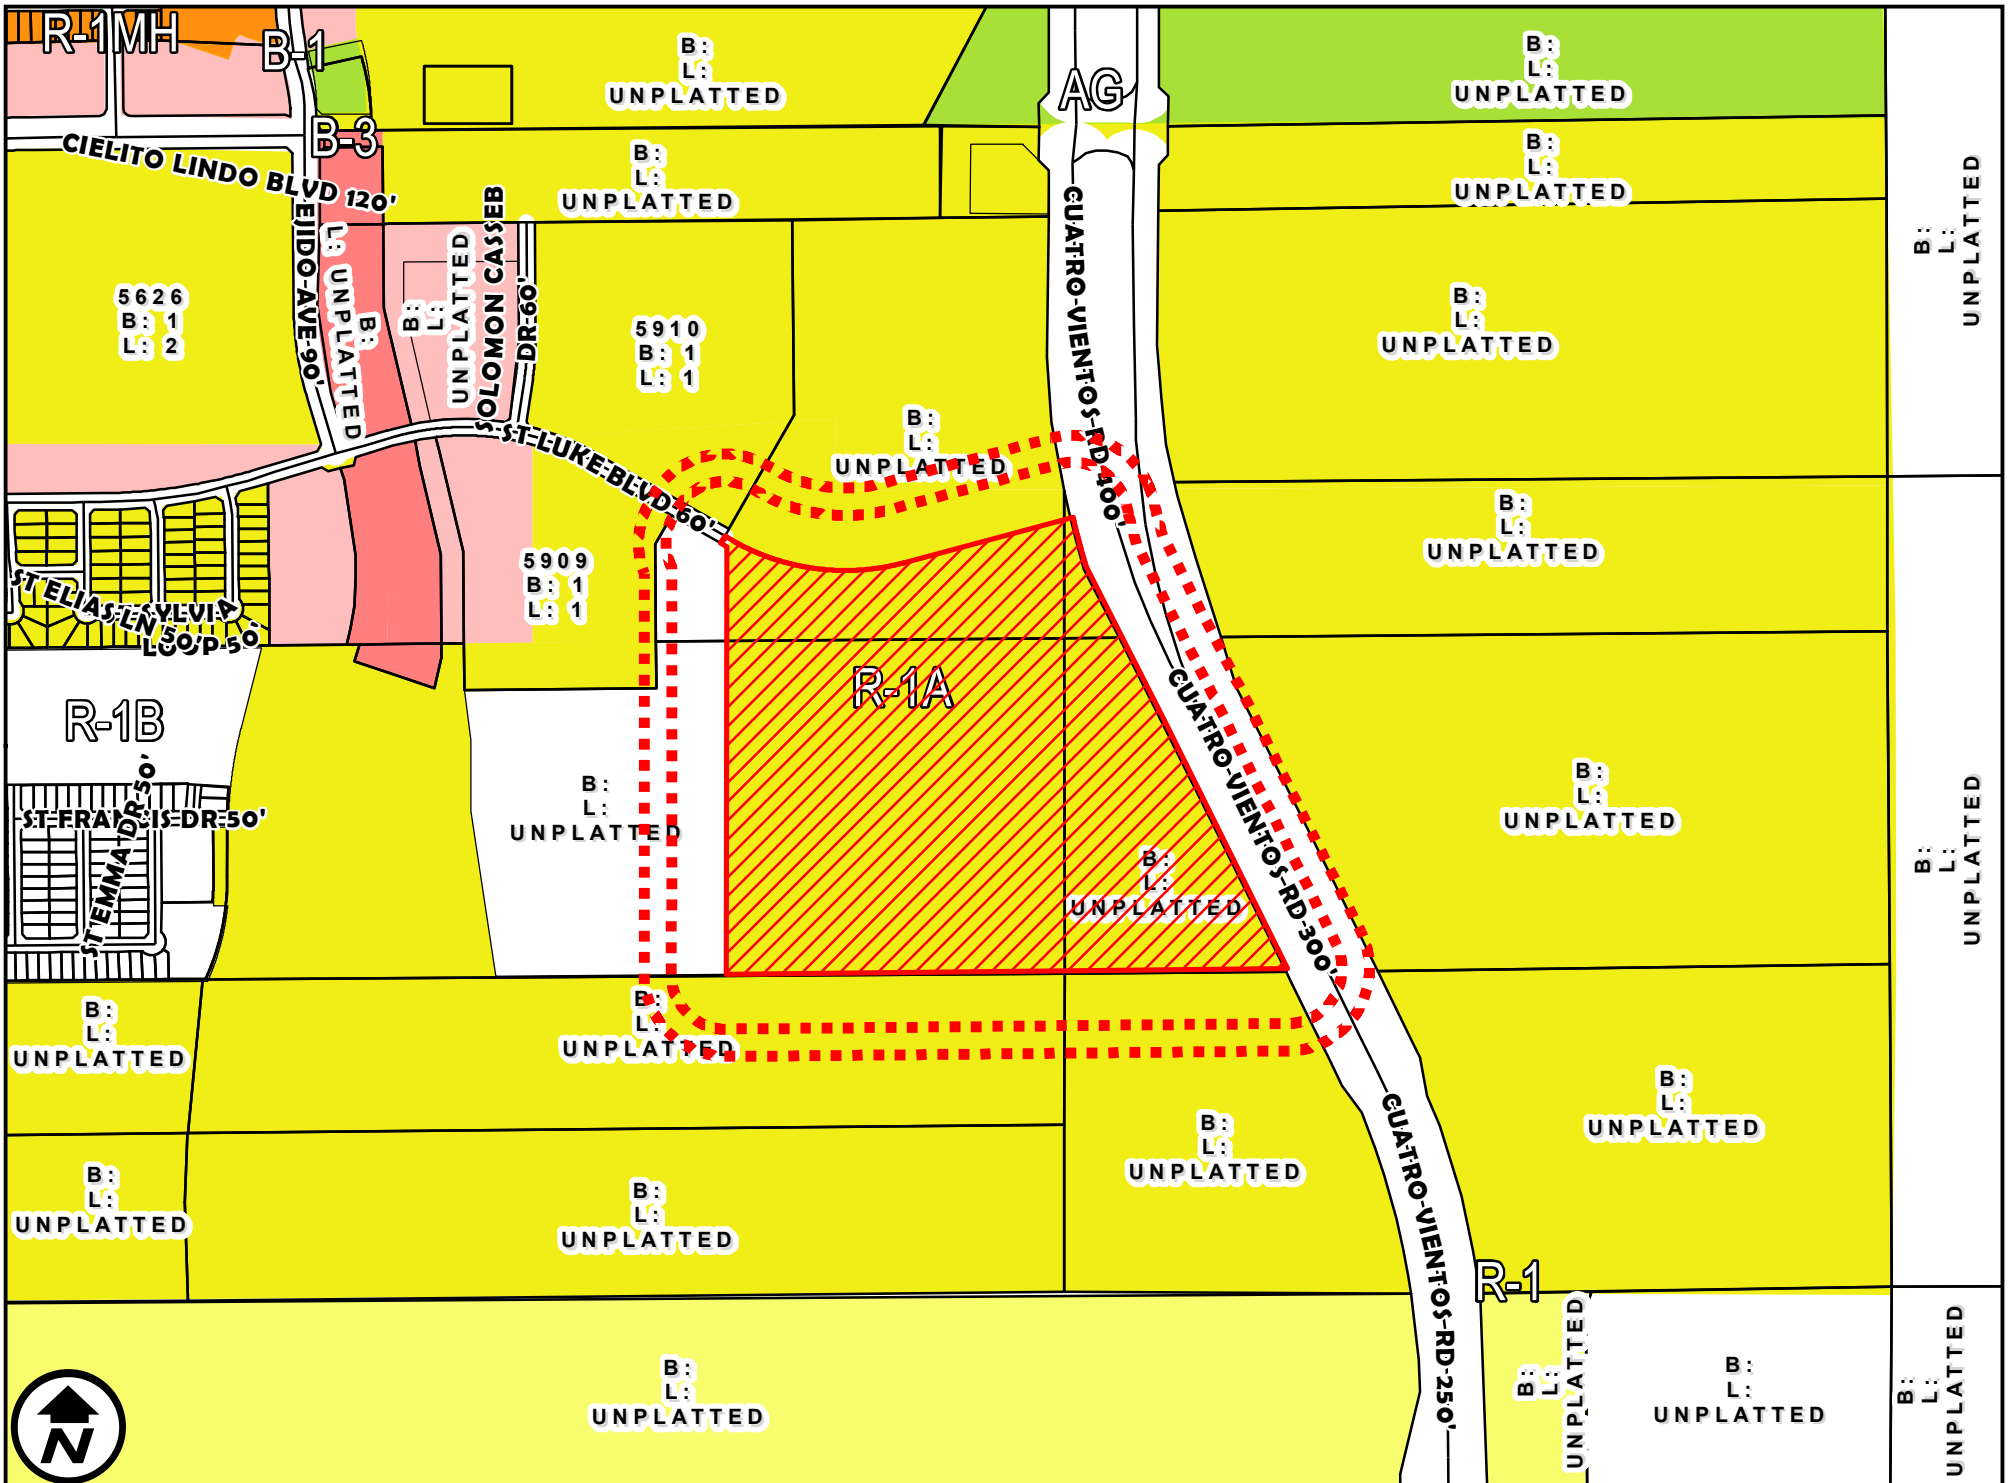 R-1MH
B-1
B:
L:
UNPLATTED
AG
B:
L:
UNPLATTED
CIELITO LINDO BLVD 120'
B-3
B:
L:
UNPLATTED
B:
L:
UNPLATTED
B:
L:
UNPLATTED
5626
B: 1
L: 2
EJIDO AVE 90'
B:
L: UNPLATTED
B:
L:
UNPLATTED
SOLOMON CASSEB
DR 60'
5910
B: 1
L: 1
CUATRO VIENTOS RD 400'
B:
L:
UNPLATTED
B:
L:
UNPLATTED
ST LUKE BLVD 60'
B:
L:
UNPLATTED
5909
B: 1
L: 1
ST ELIAS LN 50'
SYLVIA
LOOP 50'
R-1B
R-1A
CUATRO VIENTOS RD 300'
B:
L:
UNPLATTED
B:
L:
UNPLATTED
B:
L:
UNPLATTED
B:
L:
UNPLATTED
ST FRANCIS DR 50'
ST EMMA DR 50'
B:
L:
UNPLATTED
B:
L:
UNPLATTED
B:
L:
UNPLATTED
B:
L:
UNPLATTED
CUATRO VIENTOS RD 250'
B:
L:
UNPLATTED
B:
L:
UNPLATTED
R-1
B:
L:
UNPLATTED
B:
L:
UNPLATTED
B:
L:
UNPLATTED
B:
L:
UNPLATTED
N